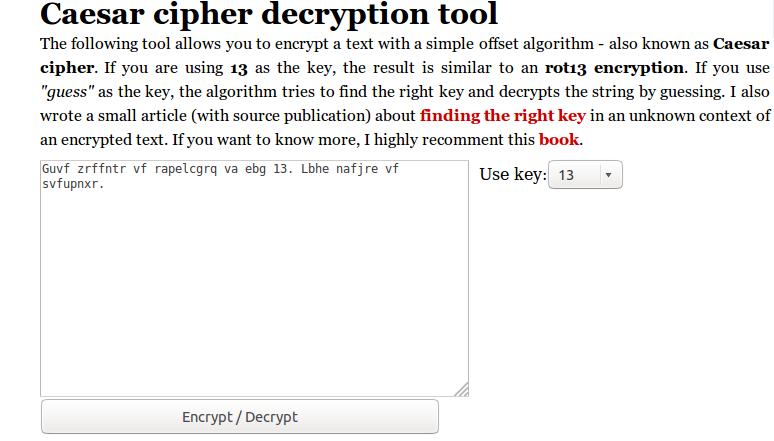 Caesar cipher decryption tool
The following tool allows you to encrypt a text with a simple offset algorithm - also known as Caesar
cipher. If you are using 13 as the key, the result is similar to an rot13 encryption. If you use
"guess" as the key, the algorithm tries to find the right key and decrypts the string by guessing. I also
wrote a small article (with source publication) about finding the right key in an unknown context of
an encrypted text. If you want to know more, I highly recomment this book.
Guvf zrffntr vf rapelcgrq va ebg 13. Lbhe nafjre vf
svfupnxr.
Use key: 13
Encrypt / Decrypt